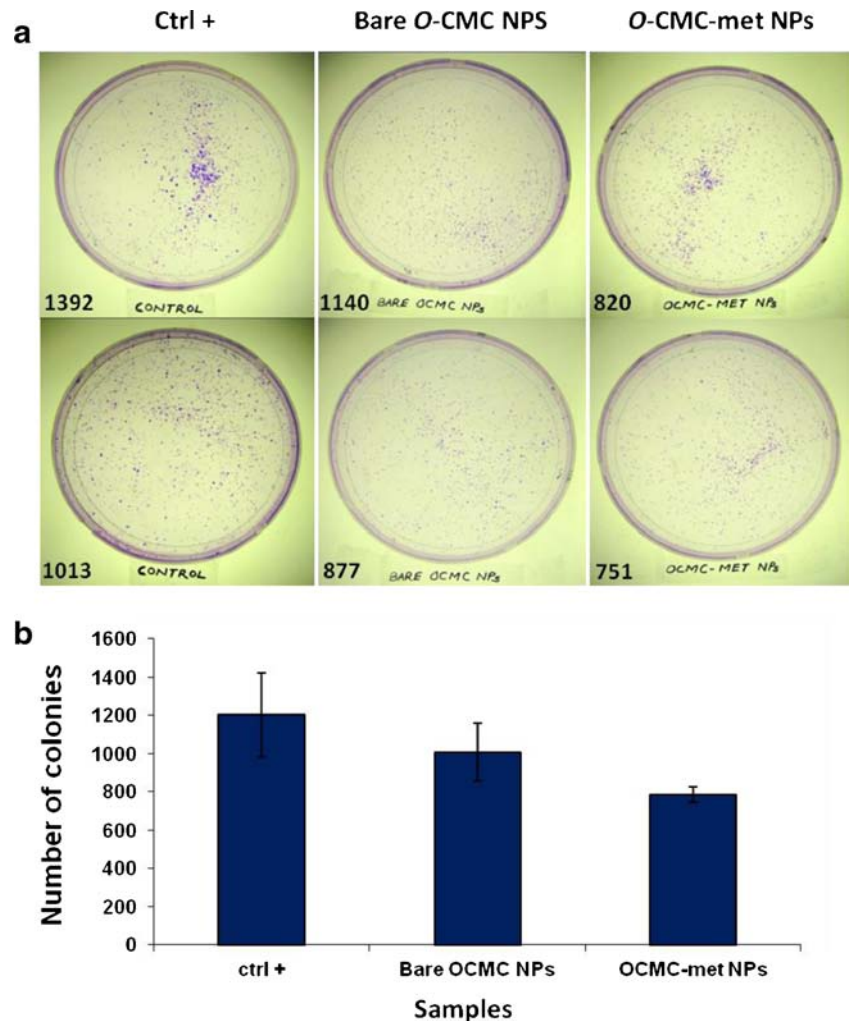 a
Ctrl +
Bare O-CMC NPS
O-CMC-met NPs
1392
CONTROL
1140
BARE OCMC NPs
820
OCMC-MET NPs
1013
CONTROL
877
BARE OCMC NPs
751
OCMC-MET NPs
b
Number of colonies
1600
1400
1200
1000
800
600
400
200
0
ctrl +
Bare OCMC NPs
OCMC-met NPs
Samples